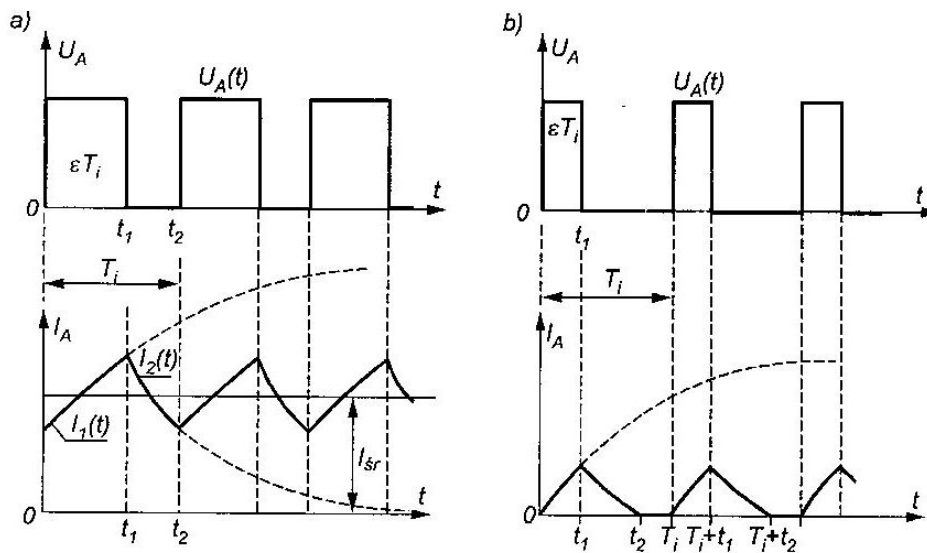 a)
U_A
U_A(t)
εT_i
t
0
t_1
t_2
T_i
I_A
I_2(t)
I_1(t)
I_śr
t
0
t_1
t_2
b)
U_A
U_A(t)
εT_i
t
0
t_1
T_i
I_A
t
0
t_1
t_2
T_i
T_i+t_1
T_i+t_2